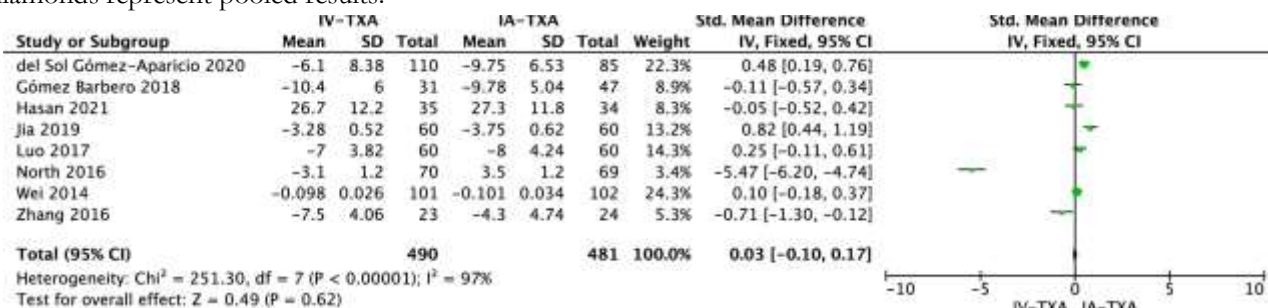 diamonds represent pooled results.
IV-TXA IA-TXA Std. Mean Difference Std. Mean Difference
Study or Subgroup Mean SD Total Mean SD Total Weight IV, Fixed, 95% CI IV, Fixed, 95% CI
del Sol Gómez-Aparicio 2020 -6.1 8.38 110 -9.75 6.53 85 22.3% 0.48 [0.19, 0.76]
Gómez Barbero 2018 -10.4 6 31 -9.78 5.04 47 8.9% -0.11 [-0.57, 0.34]
Hasan 2021 26.7 12.2 35 27.3 11.8 34 8.3% -0.05 [-0.52, 0.42]
Jia 2019 -3.28 0.52 60 -3.75 0.62 60 13.2% 0.82 [0.44, 1.19]
Luo 2017 -7 3.82 60 -8 4.24 60 14.3% 0.25 [-0.11, 0.61]
North 2016 -3.1 1.2 70 3.5 1.2 69 3.4% -5.47 [-6.20, -4.74]
Wei 2014 -0.098 0.026 101 -0.101 0.034 102 24.3% 0.10 [-0.18, 0.37]
Zhang 2016 -7.5 4.06 23 -4.3 4.74 24 5.3% -0.71 [-1.30, -0.12]
Total (95% CI) 490 481 100.0% 0.03 [-0.10, 0.17]
Heterogeneity: Chi² = 251.30, df = 7 (P < 0.00001); I² = 97%
Test for overall effect: Z = 0.49 (P = 0.62)
-10 -5 0 5 10
IV-TXA IA-TXA